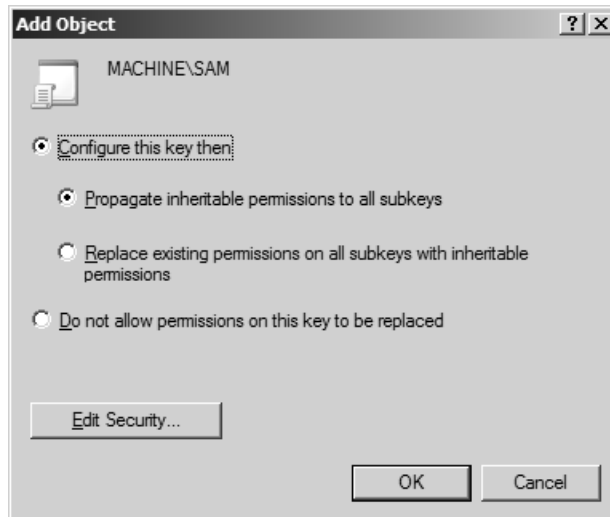 Add Object
MACHINE\SAM
Configure this key then
Propagate inheritable permissions to all subkeys
Replace existing permissions on all subkeys with inheritable
permissions
Do not allow permissions on this key to be replaced
Edit Security...
OK
Cancel